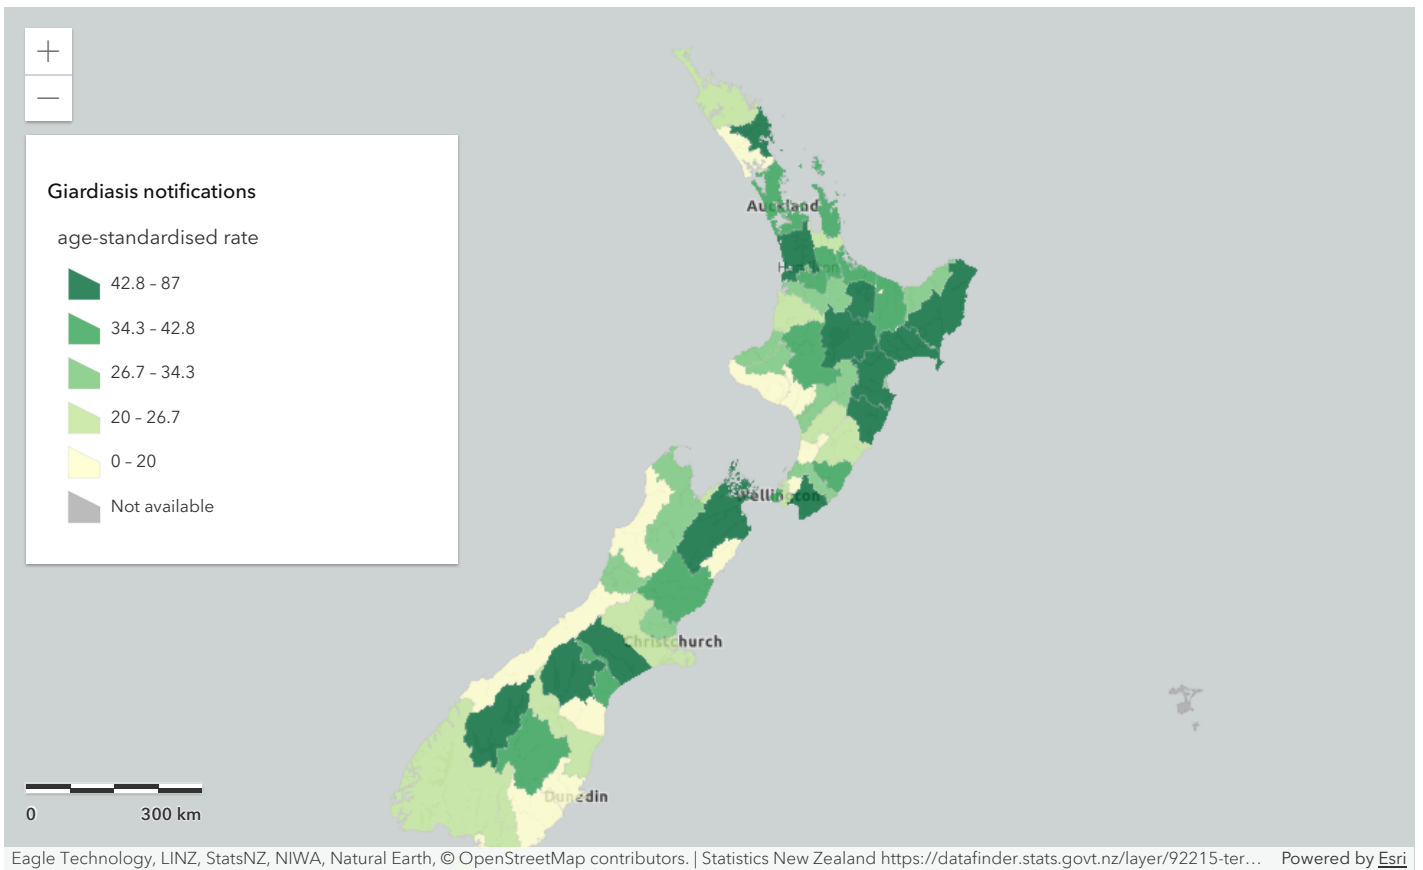 Giardiasis notifications
age-standardised rate
42.8 – 87
34.3 – 42.8
26.7 – 34.3
20 – 26.7
0 – 20
Not available
Auckland
Hamilton
Wellington
Christchurch
Dunedin
0 300 km
Eagle Technology, LINZ, StatsNZ, NIWA, Natural Earth, © OpenStreetMap contributors. | Statistics New Zealand https://datafinder.stats.govt.nz/layer/92215-ter… Powered by Esri